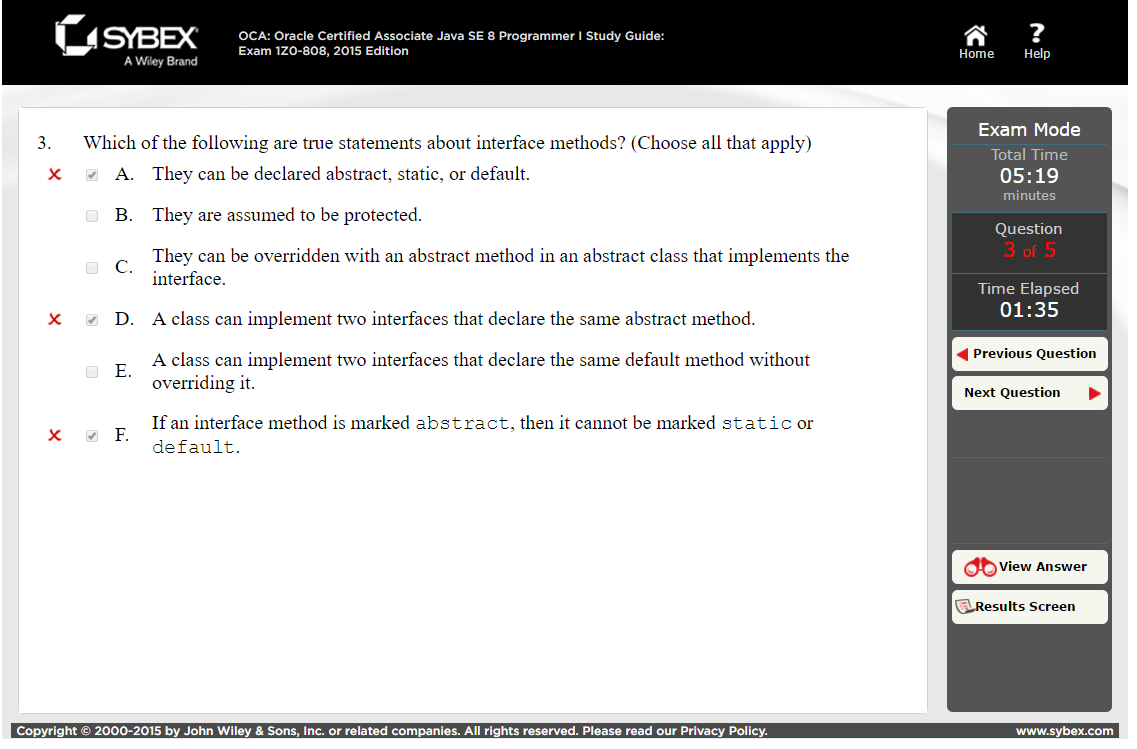 SYBEX
A Wiley Brand
OCA: Oracle Certified Associate Java SE 8 Programmer I Study Guide:
Exam 1Z0-808, 2015 Edition
Home
Help
3. Which of the following are true statements about interface methods? (Choose all that apply)
A. They can be declared abstract, static, or default.
B. They are assumed to be protected.
C. They can be overridden with an abstract method in an abstract class that implements the
interface.
D. A class can implement two interfaces that declare the same abstract method.
E. A class can implement two interfaces that declare the same default method without
overriding it.
F. If an interface method is marked abstract, then it cannot be marked static or
default.
Exam Mode
Total Time
05:19
minutes
Question
3 of 5
Time Elapsed
01:35
Previous Question
Next Question
View Answer
Results Screen
Copyright © 2000-2015 by John Wiley & Sons, Inc. or related companies. All rights reserved. Please read our Privacy Policy.
www.sybex.com